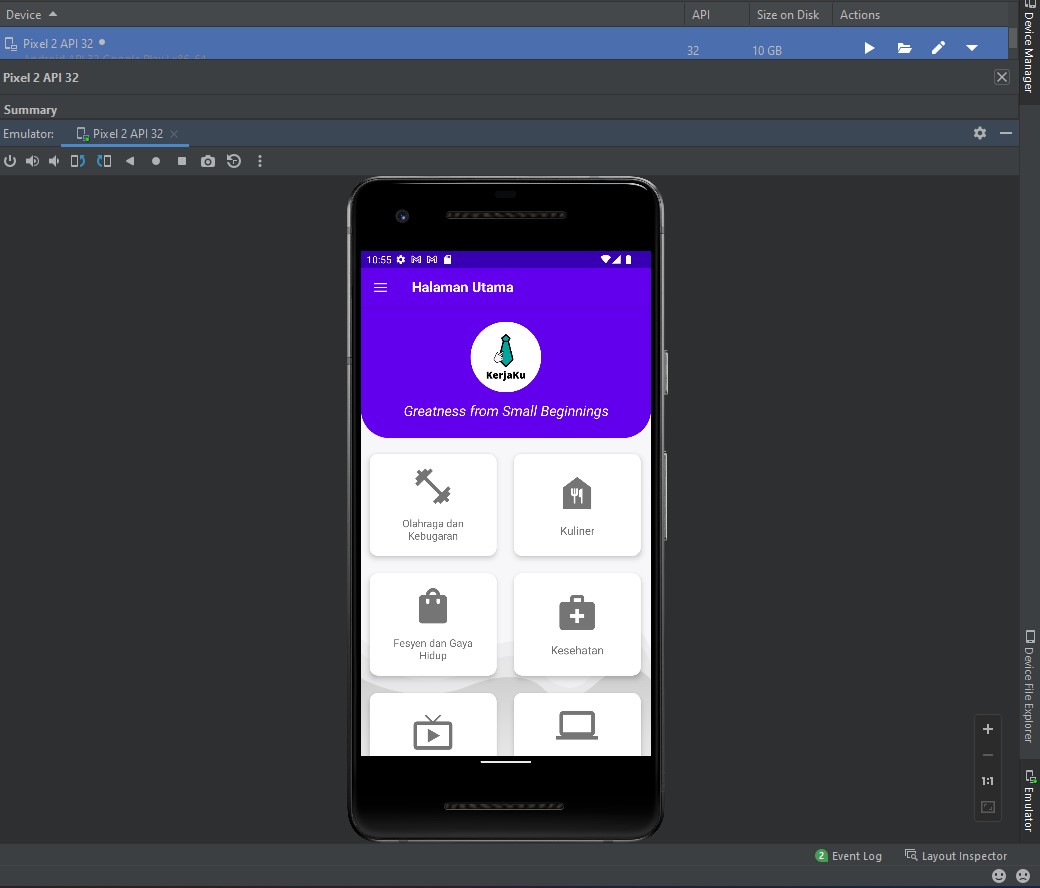 Device API Size on Disk Actions
Pixel 2 API 32 32 10 GB
Pixel 2 API 32
Summary
Emulator: Pixel 2 API 32
10:55
Halaman Utama
KerjaKu
Greatness from Small Beginnings
Olahraga dan
Kebugaran
Kuliner
Fesyen dan Gaya
Hidup
Kesehatan
1:1
2 Event Log Layout Inspector
Device Manager
Device File Explorer
Emulator